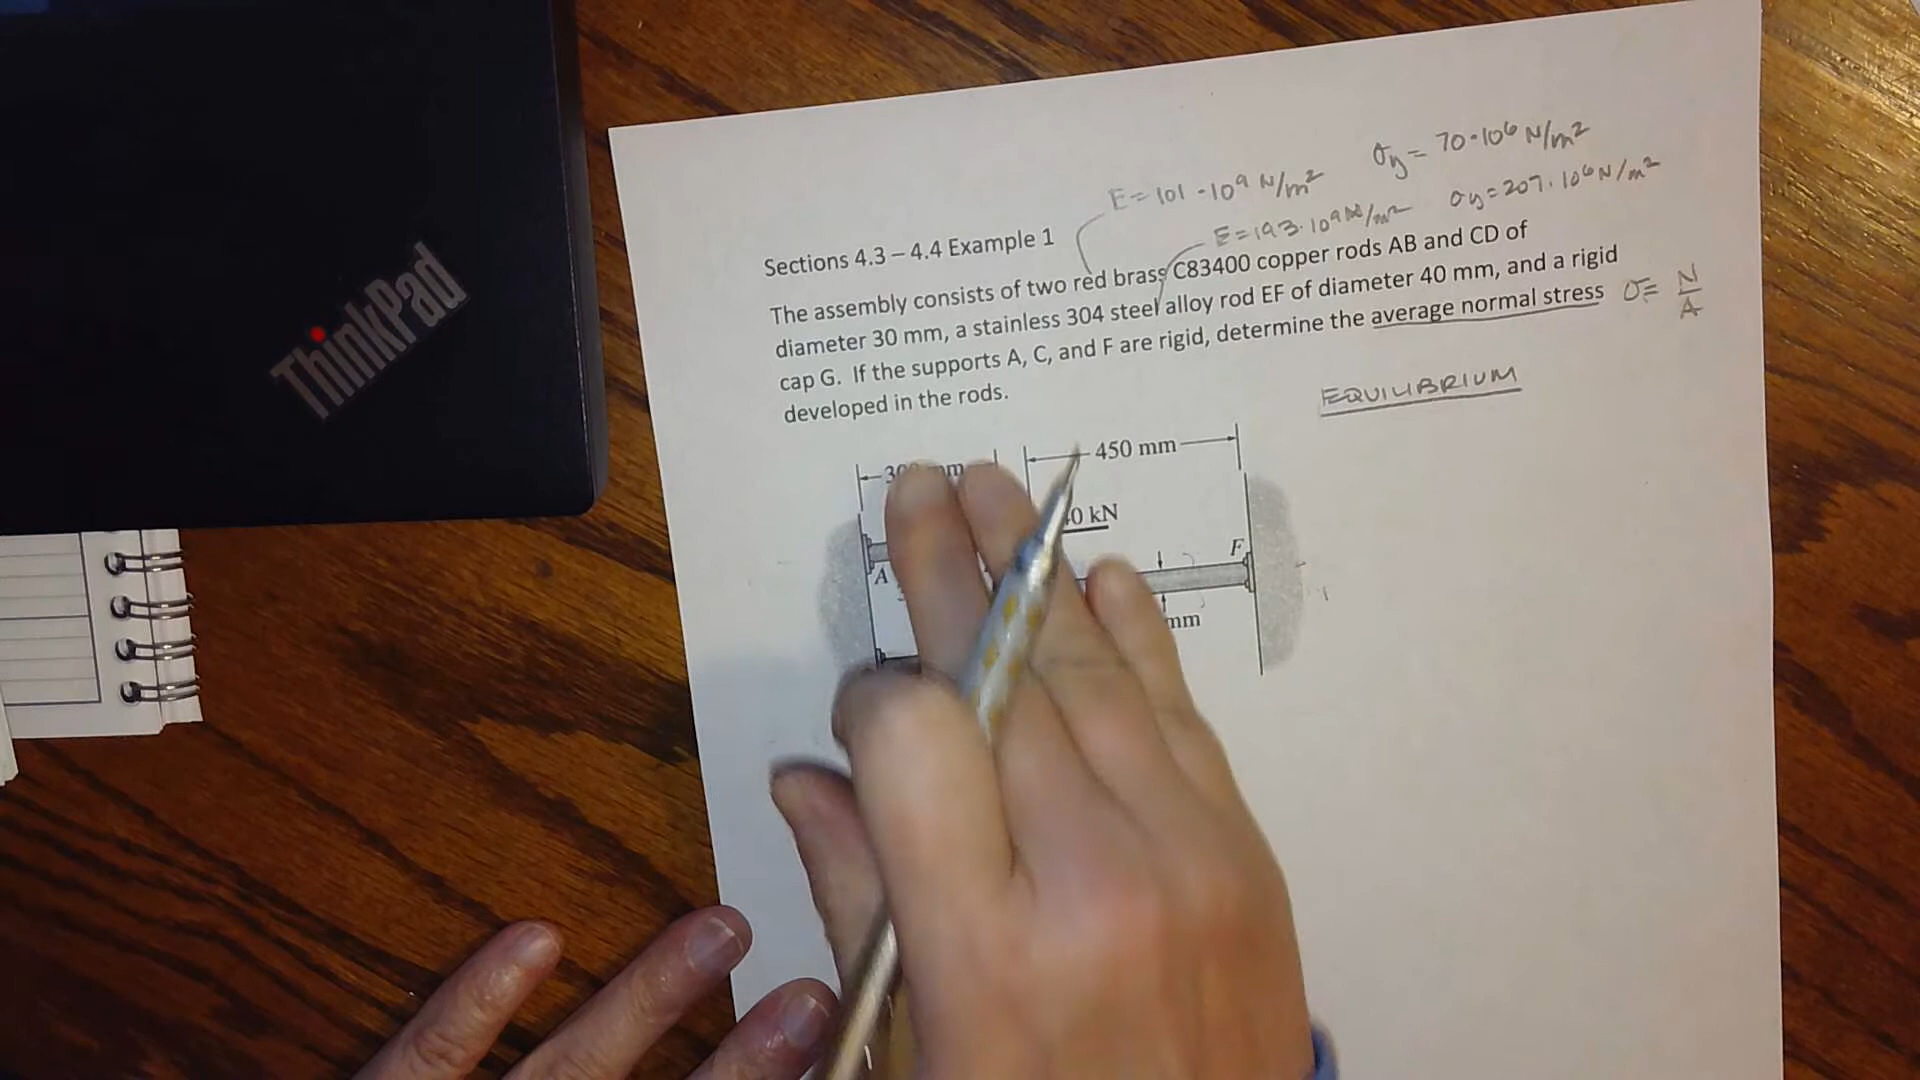 ThinkPad
E=101·10⁹ N/m²
σy= 70·10⁶ N/m²
E=193·10⁹ N/m²
σy=207·10⁶ N/m²
Sections 4.3 – 4.4 Example 1
The assembly consists of two red brass C83400 copper rods AB and CD of
diameter 30 mm, a stainless 304 steel alloy rod EF of diameter 40 mm, and a rigid
cap G.  If the supports A, C, and F are rigid, determine the average normal stress
developed in the rods.
σ= N/A
EQUILIBRIUM
450 mm
0 kN
A
F
mm